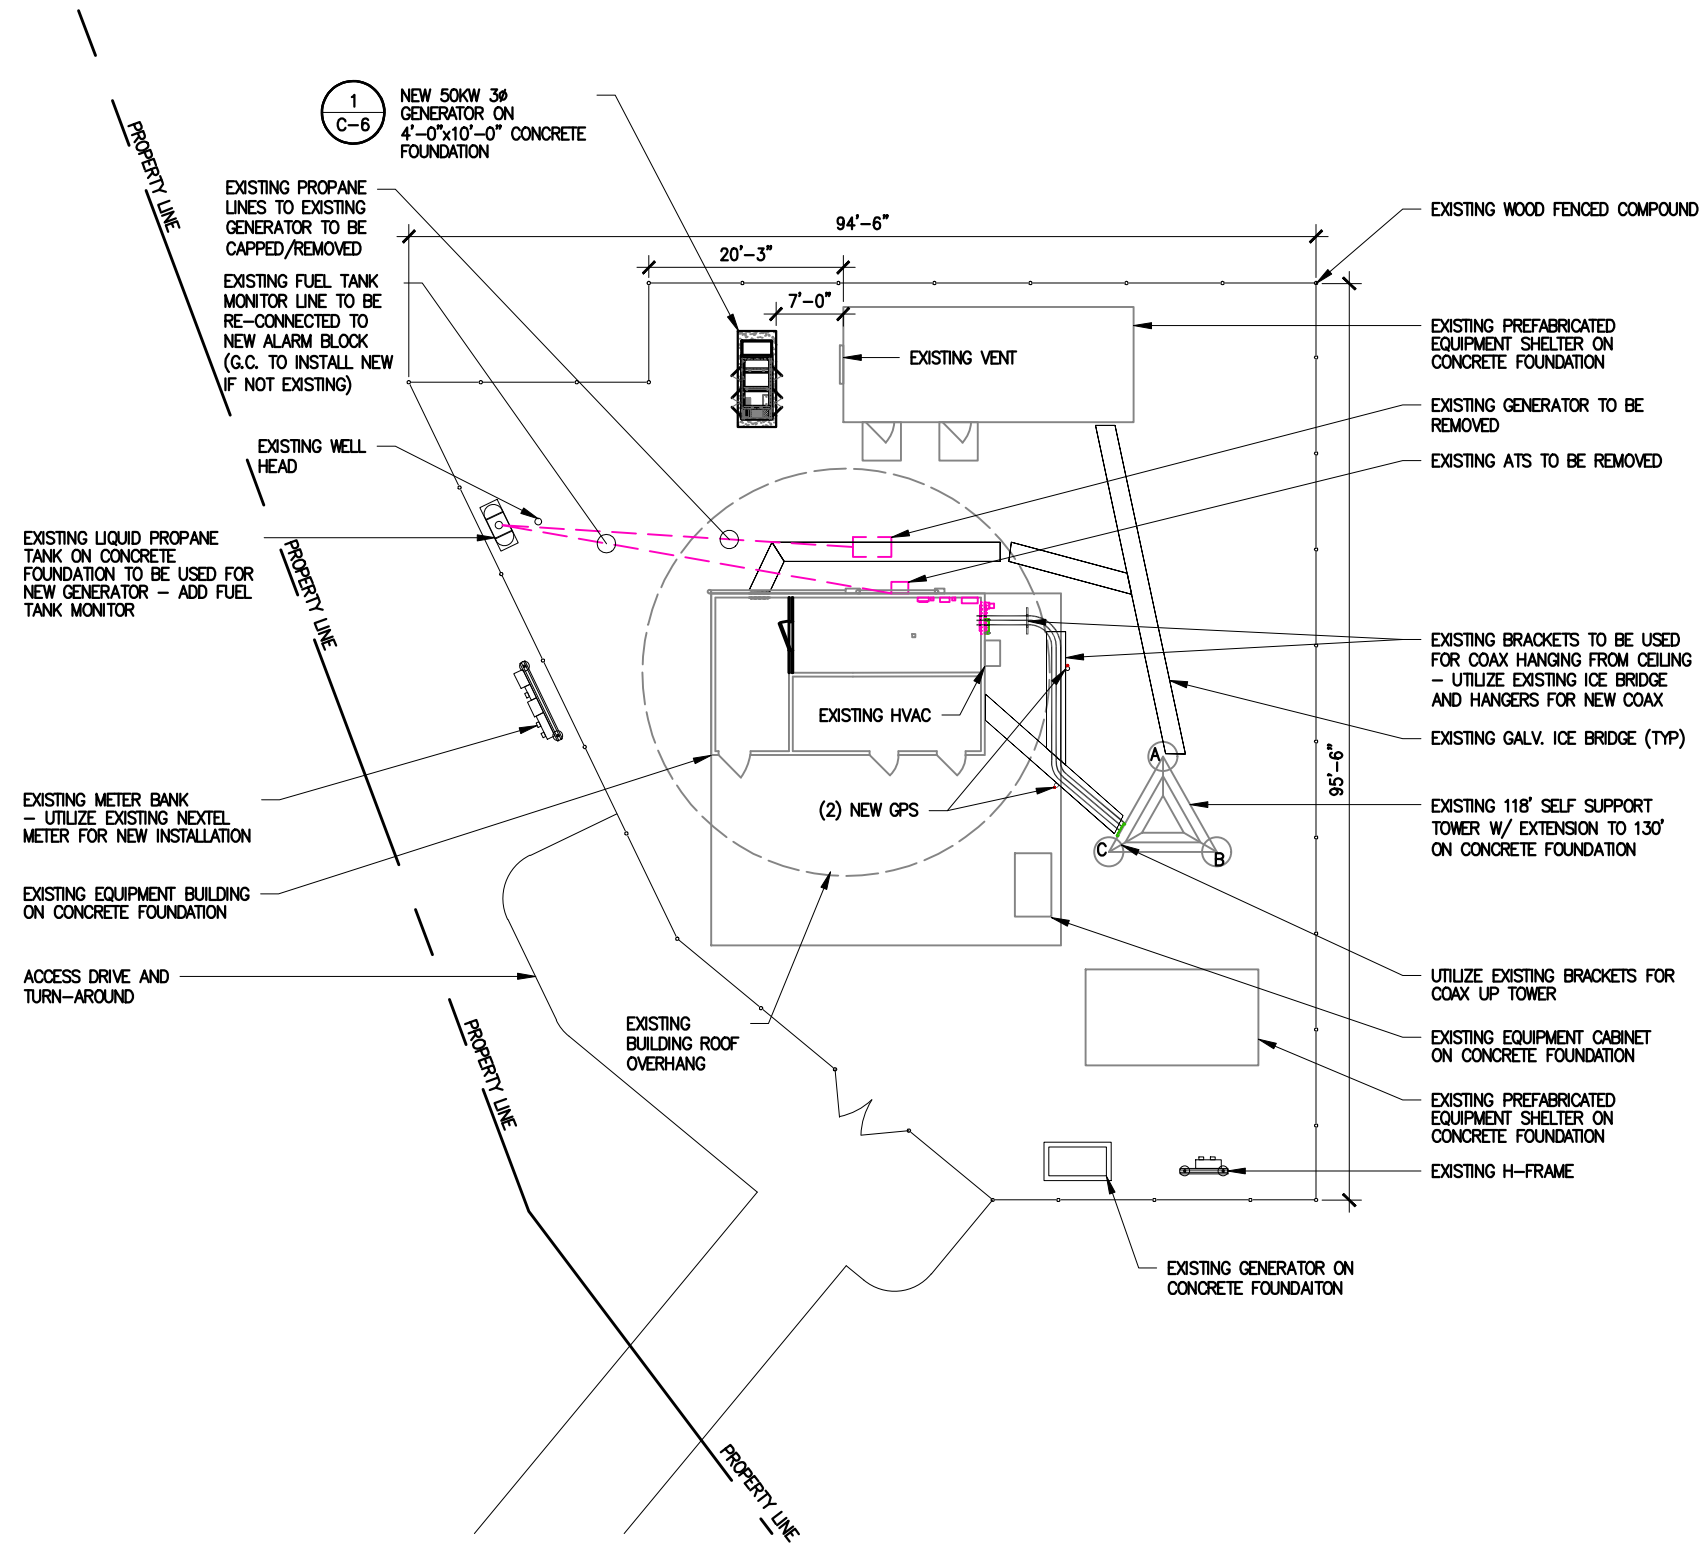 1
C-6
NEW 50KW 3Ø
GENERATOR ON
4'-0"x10'-0" CONCRETE
FOUNDATION
EXISTING PROPANE
LINES TO EXISTING
GENERATOR TO BE
CAPPED/REMOVED
EXISTING FUEL TANK
MONITOR LINE TO BE
RE-CONNECTED TO
NEW ALARM BLOCK
(G.C. TO INSTALL NEW
IF NOT EXISTING)
EXISTING WELL
HEAD
EXISTING LIQUID PROPANE
TANK ON CONCRETE
FOUNDATION TO BE USED FOR
NEW GENERATOR - ADD FUEL
TANK MONITOR
EXISTING METER BANK
- UTILIZE EXISTING NEXTEL
METER FOR NEW INSTALLATION
EXISTING EQUIPMENT BUILDING
ON CONCRETE FOUNDATION
ACCESS DRIVE AND
TURN-AROUND
PROPERTY LINE
PROPERTY LINE
PROPERTY LINE
PROPERTY LINE
94'-6"
20'-3"
7'-0"
EXISTING VENT
EXISTING HVAC
(2) NEW GPS
EXISTING
BUILDING ROOF
OVERHANG
A
C
B
95'-6"
EXISTING WOOD FENCED COMPOUND
EXISTING PREFABRICATED
EQUIPMENT SHELTER ON
CONCRETE FOUNDATION
EXISTING GENERATOR TO BE
REMOVED
EXISTING ATS TO BE REMOVED
EXISTING BRACKETS TO BE USED
FOR COAX HANGING FROM CEILING
- UTILIZE EXISTING ICE BRIDGE
AND HANGERS FOR NEW COAX
EXISTING GALV. ICE BRIDGE (TYP)
EXISTING 118' SELF SUPPORT
TOWER W/ EXTENSION TO 130'
ON CONCRETE FOUNDATION
UTILIZE EXISTING BRACKETS FOR
COAX UP TOWER
EXISTING EQUIPMENT CABINET
ON CONCRETE FOUNDATION
EXISTING PREFABRICATED
EQUIPMENT SHELTER ON
CONCRETE FOUNDATION
EXISTING H-FRAME
EXISTING GENERATOR ON
CONCRETE FOUNDAITON